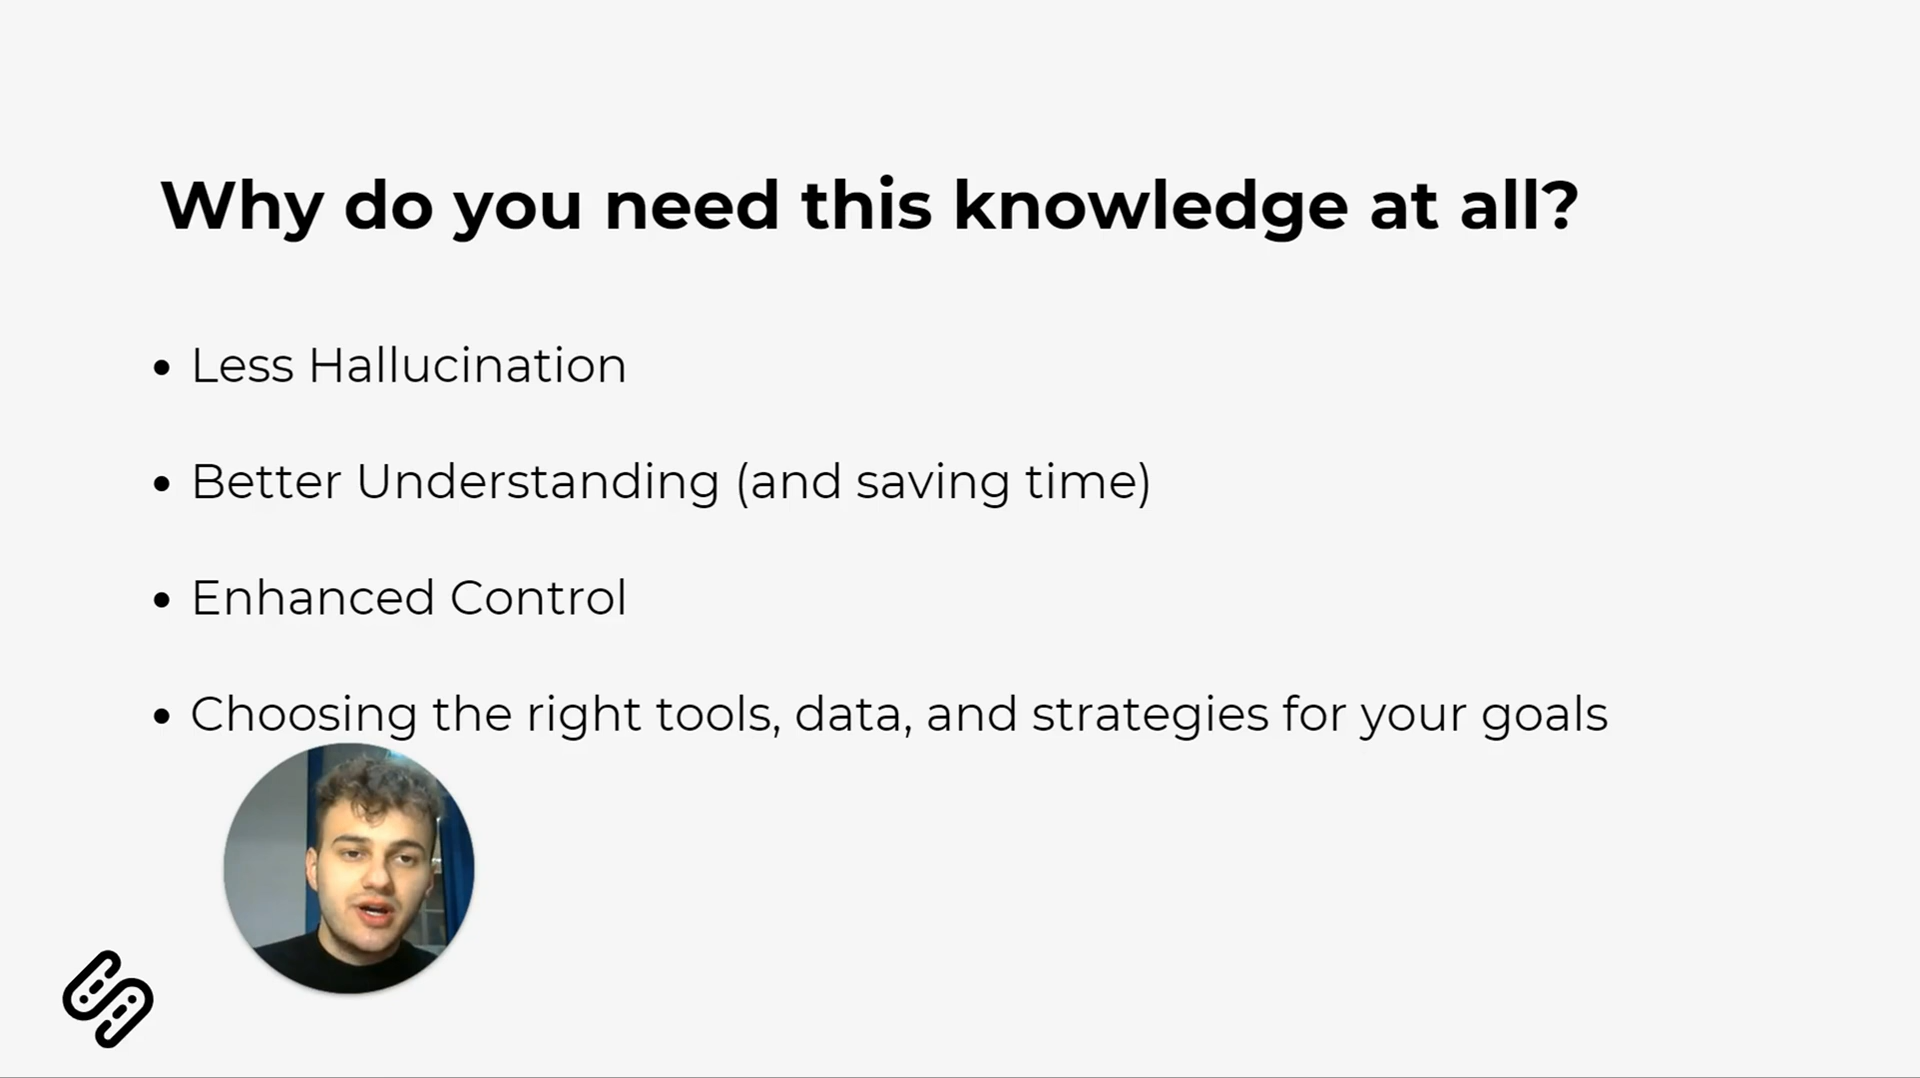 Why do you need this knowledge at all?
• Less Hallucination
• Better Understanding (and saving time)
• Enhanced Control
• Choosing the right tools, data, and strategies for your goals